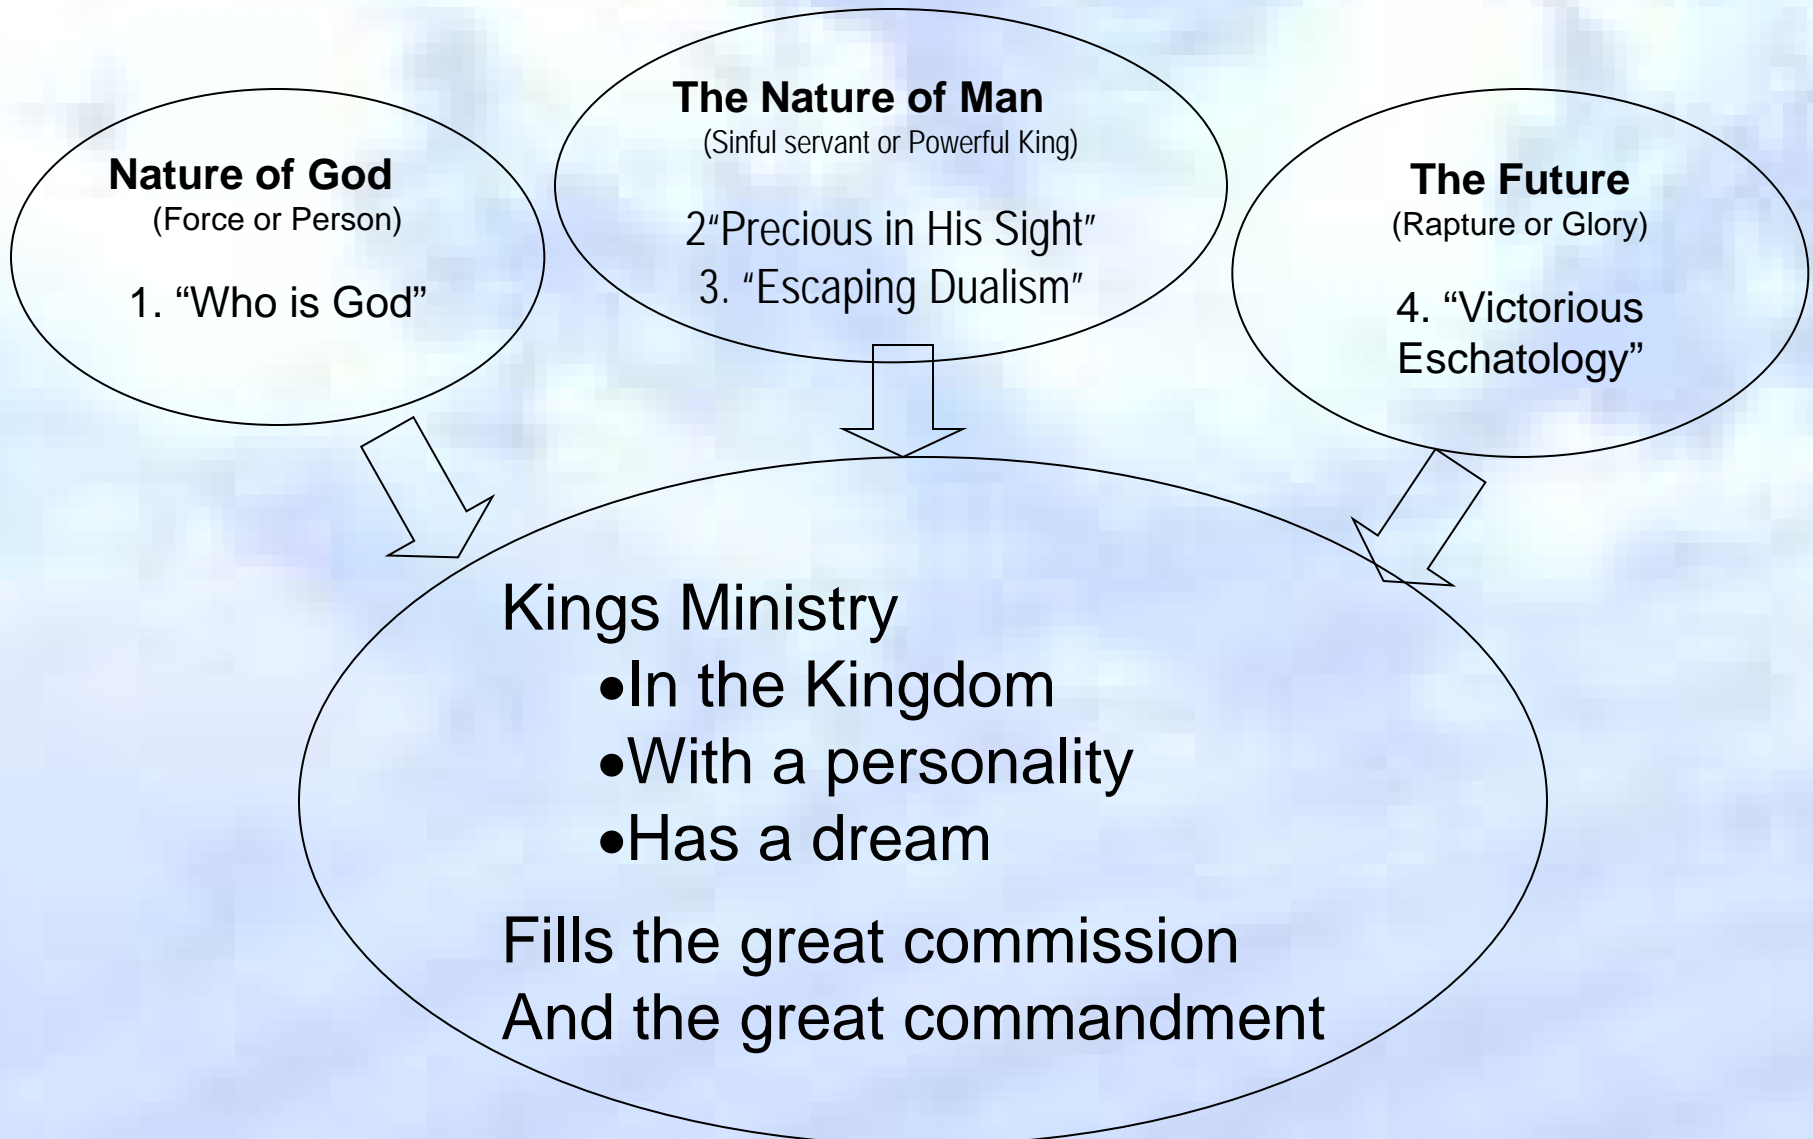 Nature of God
(Force or Person)
1. “Who is God”
The Nature of Man
(Sinful servant or Powerful King)
2“Precious in His Sight”
3. “Escaping Dualism”
The Future
(Rapture or Glory)
4. “Victorious
Eschatology”
Kings Ministry
•In the Kingdom
•With a personality
•Has a dream
Fills the great commission
And the great commandment